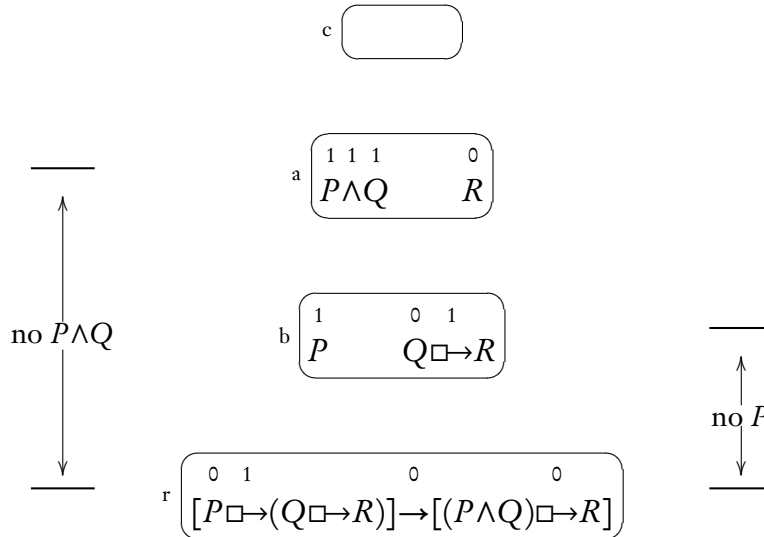 c
1 1 1 0
a P∧Q R
no P∧Q
1 0 1
b P Q□→R
no P
0 1 0 0
r [P□→(Q□→R)]→[(P∧Q)□→R]